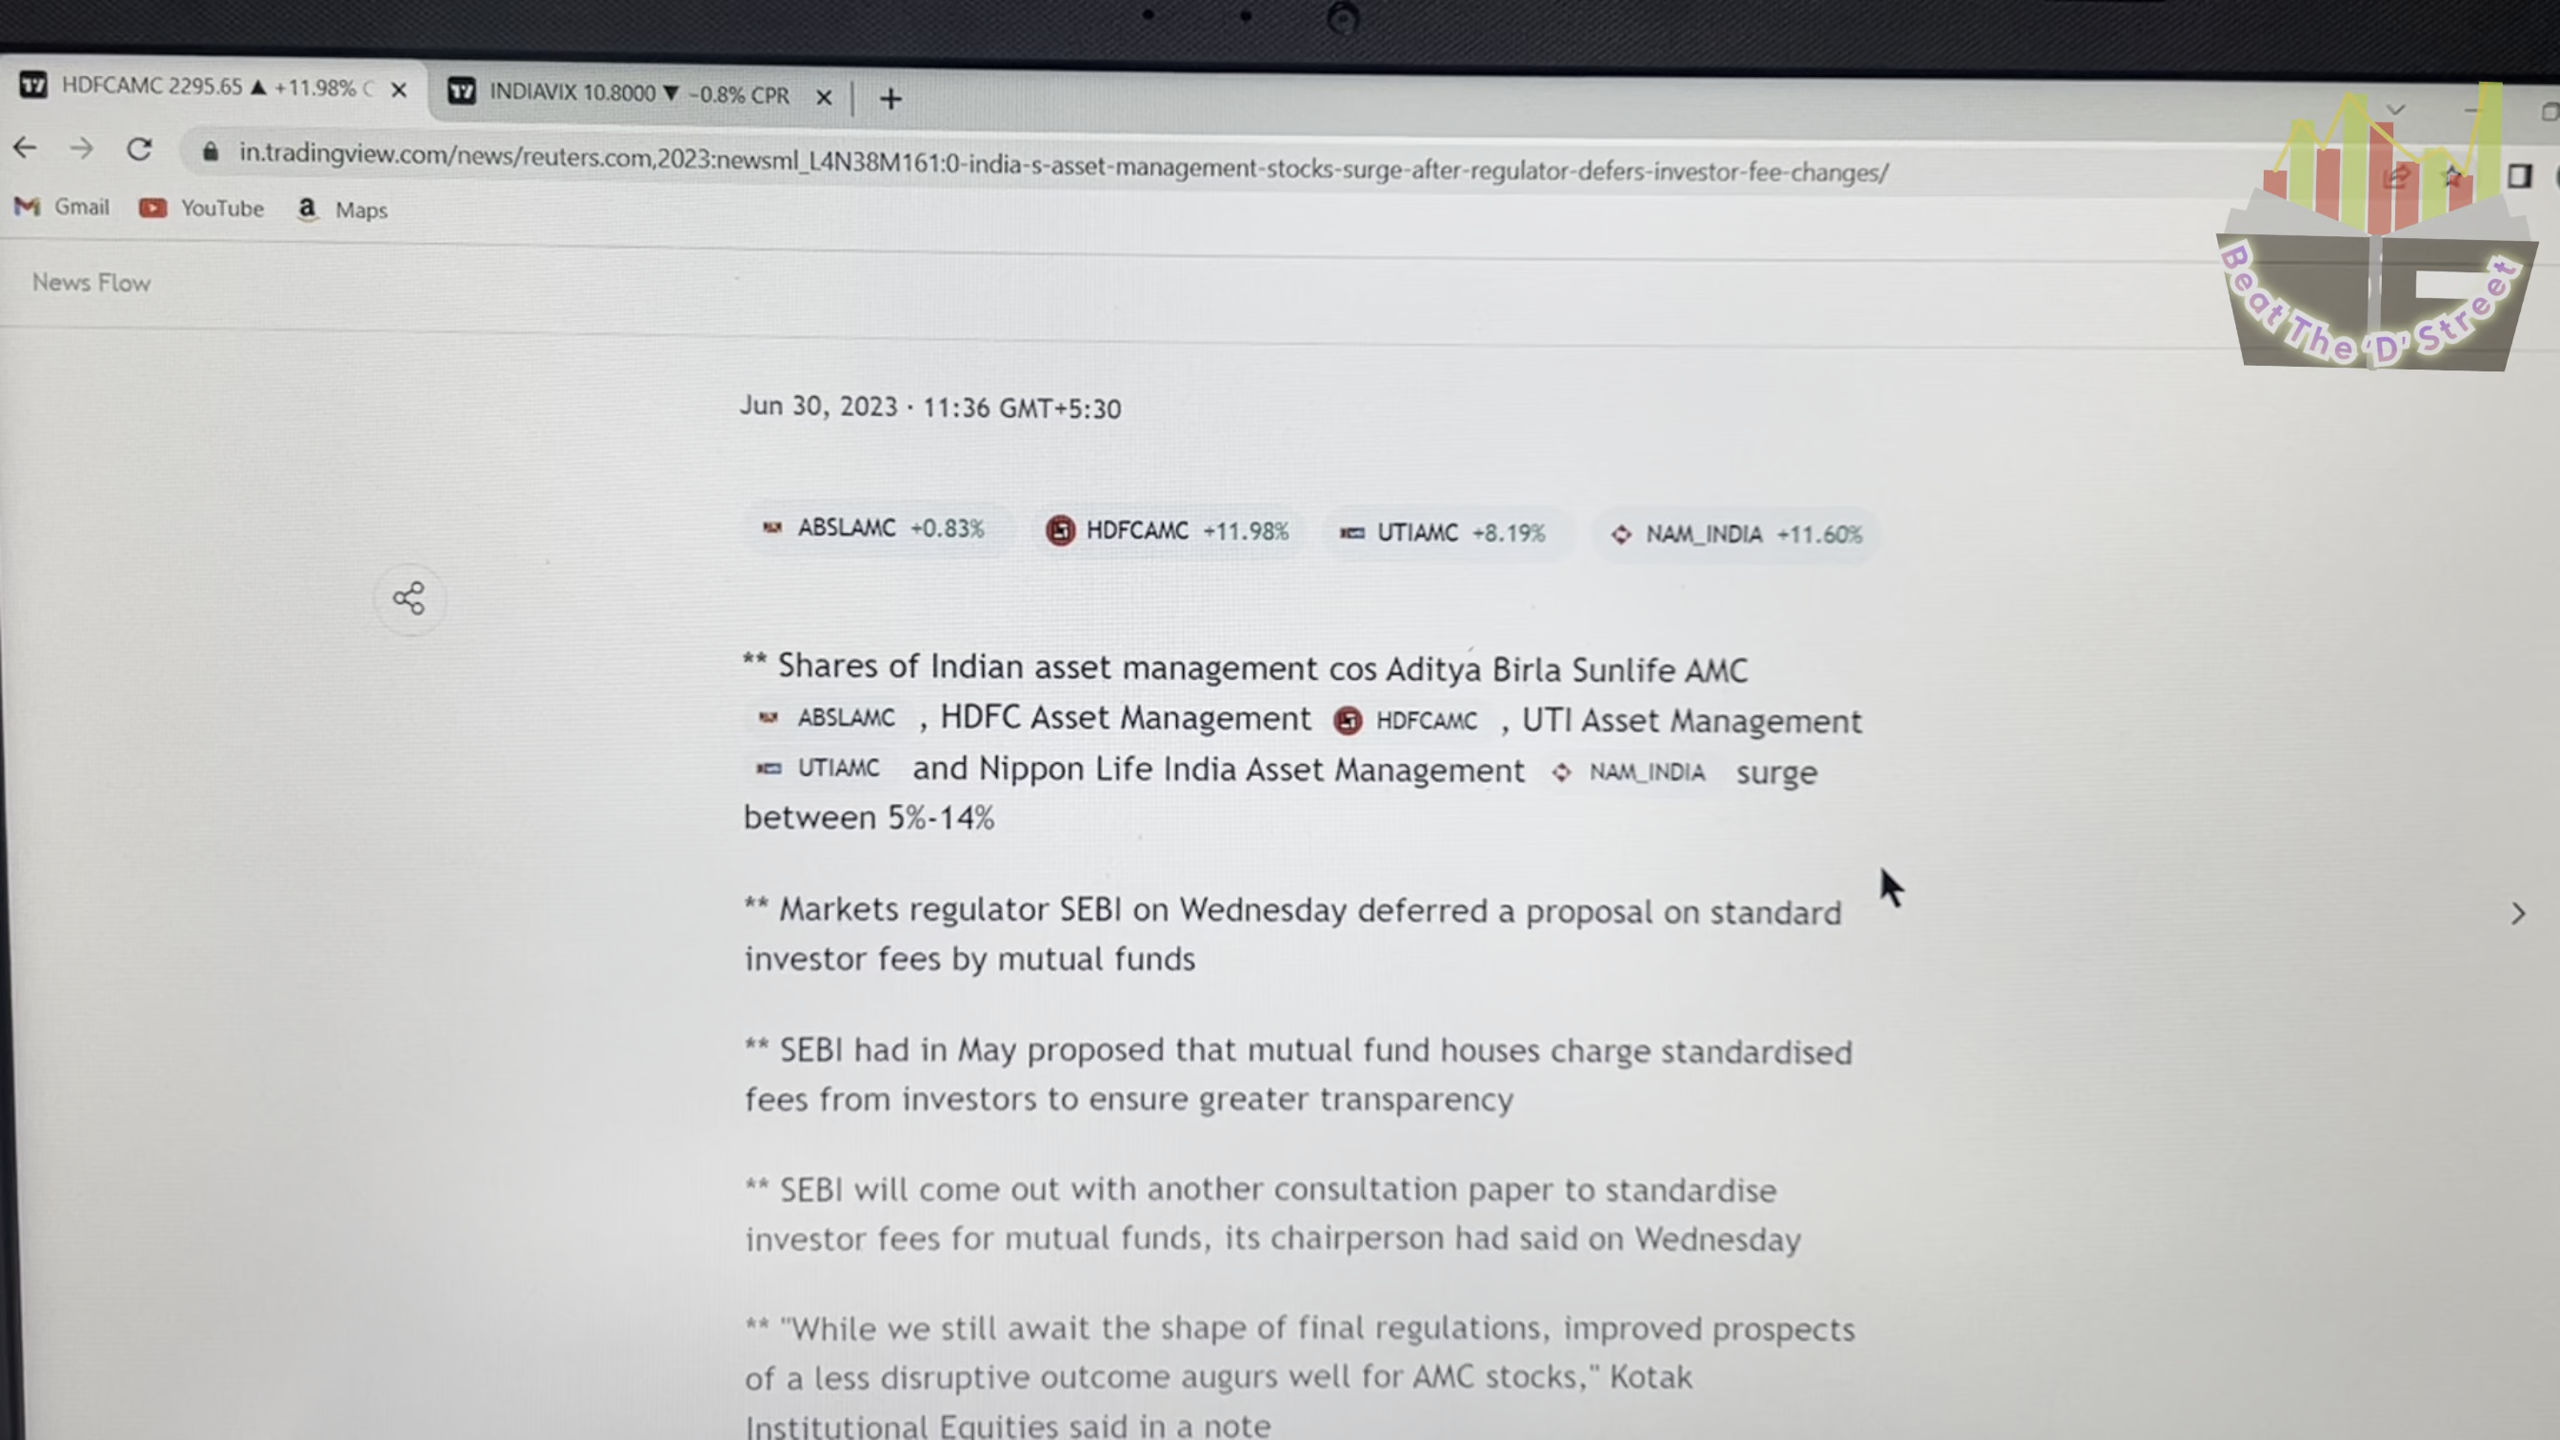 HDFCAMC 2295.65 ▲ +11.98% C
INDIAVIX 10.8000 ▼ −0.8% CPR
in.tradingview.com/news/reuters.com,2023:newsml_L4N38M161:0-india-s-asset-management-stocks-surge-after-regulator-defers-investor-fee-changes/
Gmail YouTube a Maps
Beat The 'D' Street
News Flow
Jun 30, 2023 · 11:36 GMT+5:30
ABSLAMC +0.83% HDFCAMC +11.98% UTIAMC +8.19% NAM_INDIA +11.60%
** Shares of Indian asset management cos Aditya Birla Sunlife AMC
ABSLAMC , HDFC Asset Management HDFCAMC , UTI Asset Management
UTIAMC and Nippon Life India Asset Management NAM_INDIA surge
between 5%-14%
** Markets regulator SEBI on Wednesday deferred a proposal on standard
investor fees by mutual funds
** SEBI had in May proposed that mutual fund houses charge standardised
fees from investors to ensure greater transparency
** SEBI will come out with another consultation paper to standardise
investor fees for mutual funds, its chairperson had said on Wednesday
** "While we still await the shape of final regulations, improved prospects
of a less disruptive outcome augurs well for AMC stocks," Kotak
Institutional Equities said in a note